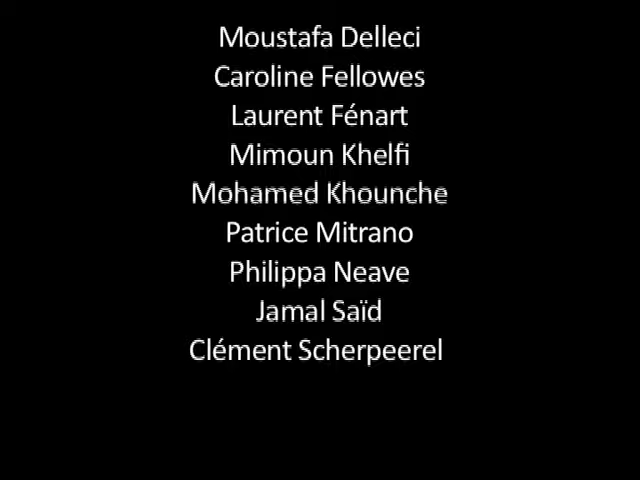 Moustafa Delleci
Caroline Fellowes
Laurent Fénart
Mimoun Khelfi
Mohamed Khounche
Patrice Mitrano
Philippa Neave
Jamal Saïd
Clément Scherpeerel